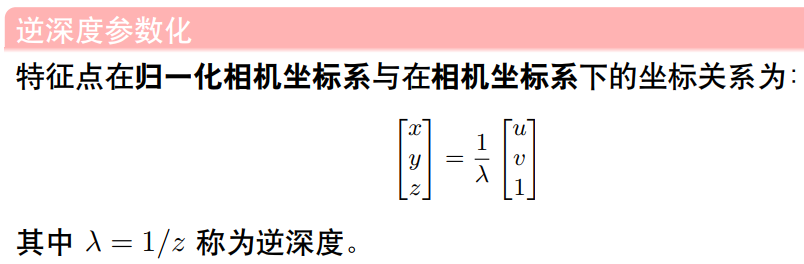 逆深度参数化
特征点在归一化相机坐标系与在相机坐标系下的坐标关系为:
[x y z] = 1/λ [u v 1]
其中 λ = 1/z 称为逆深度。